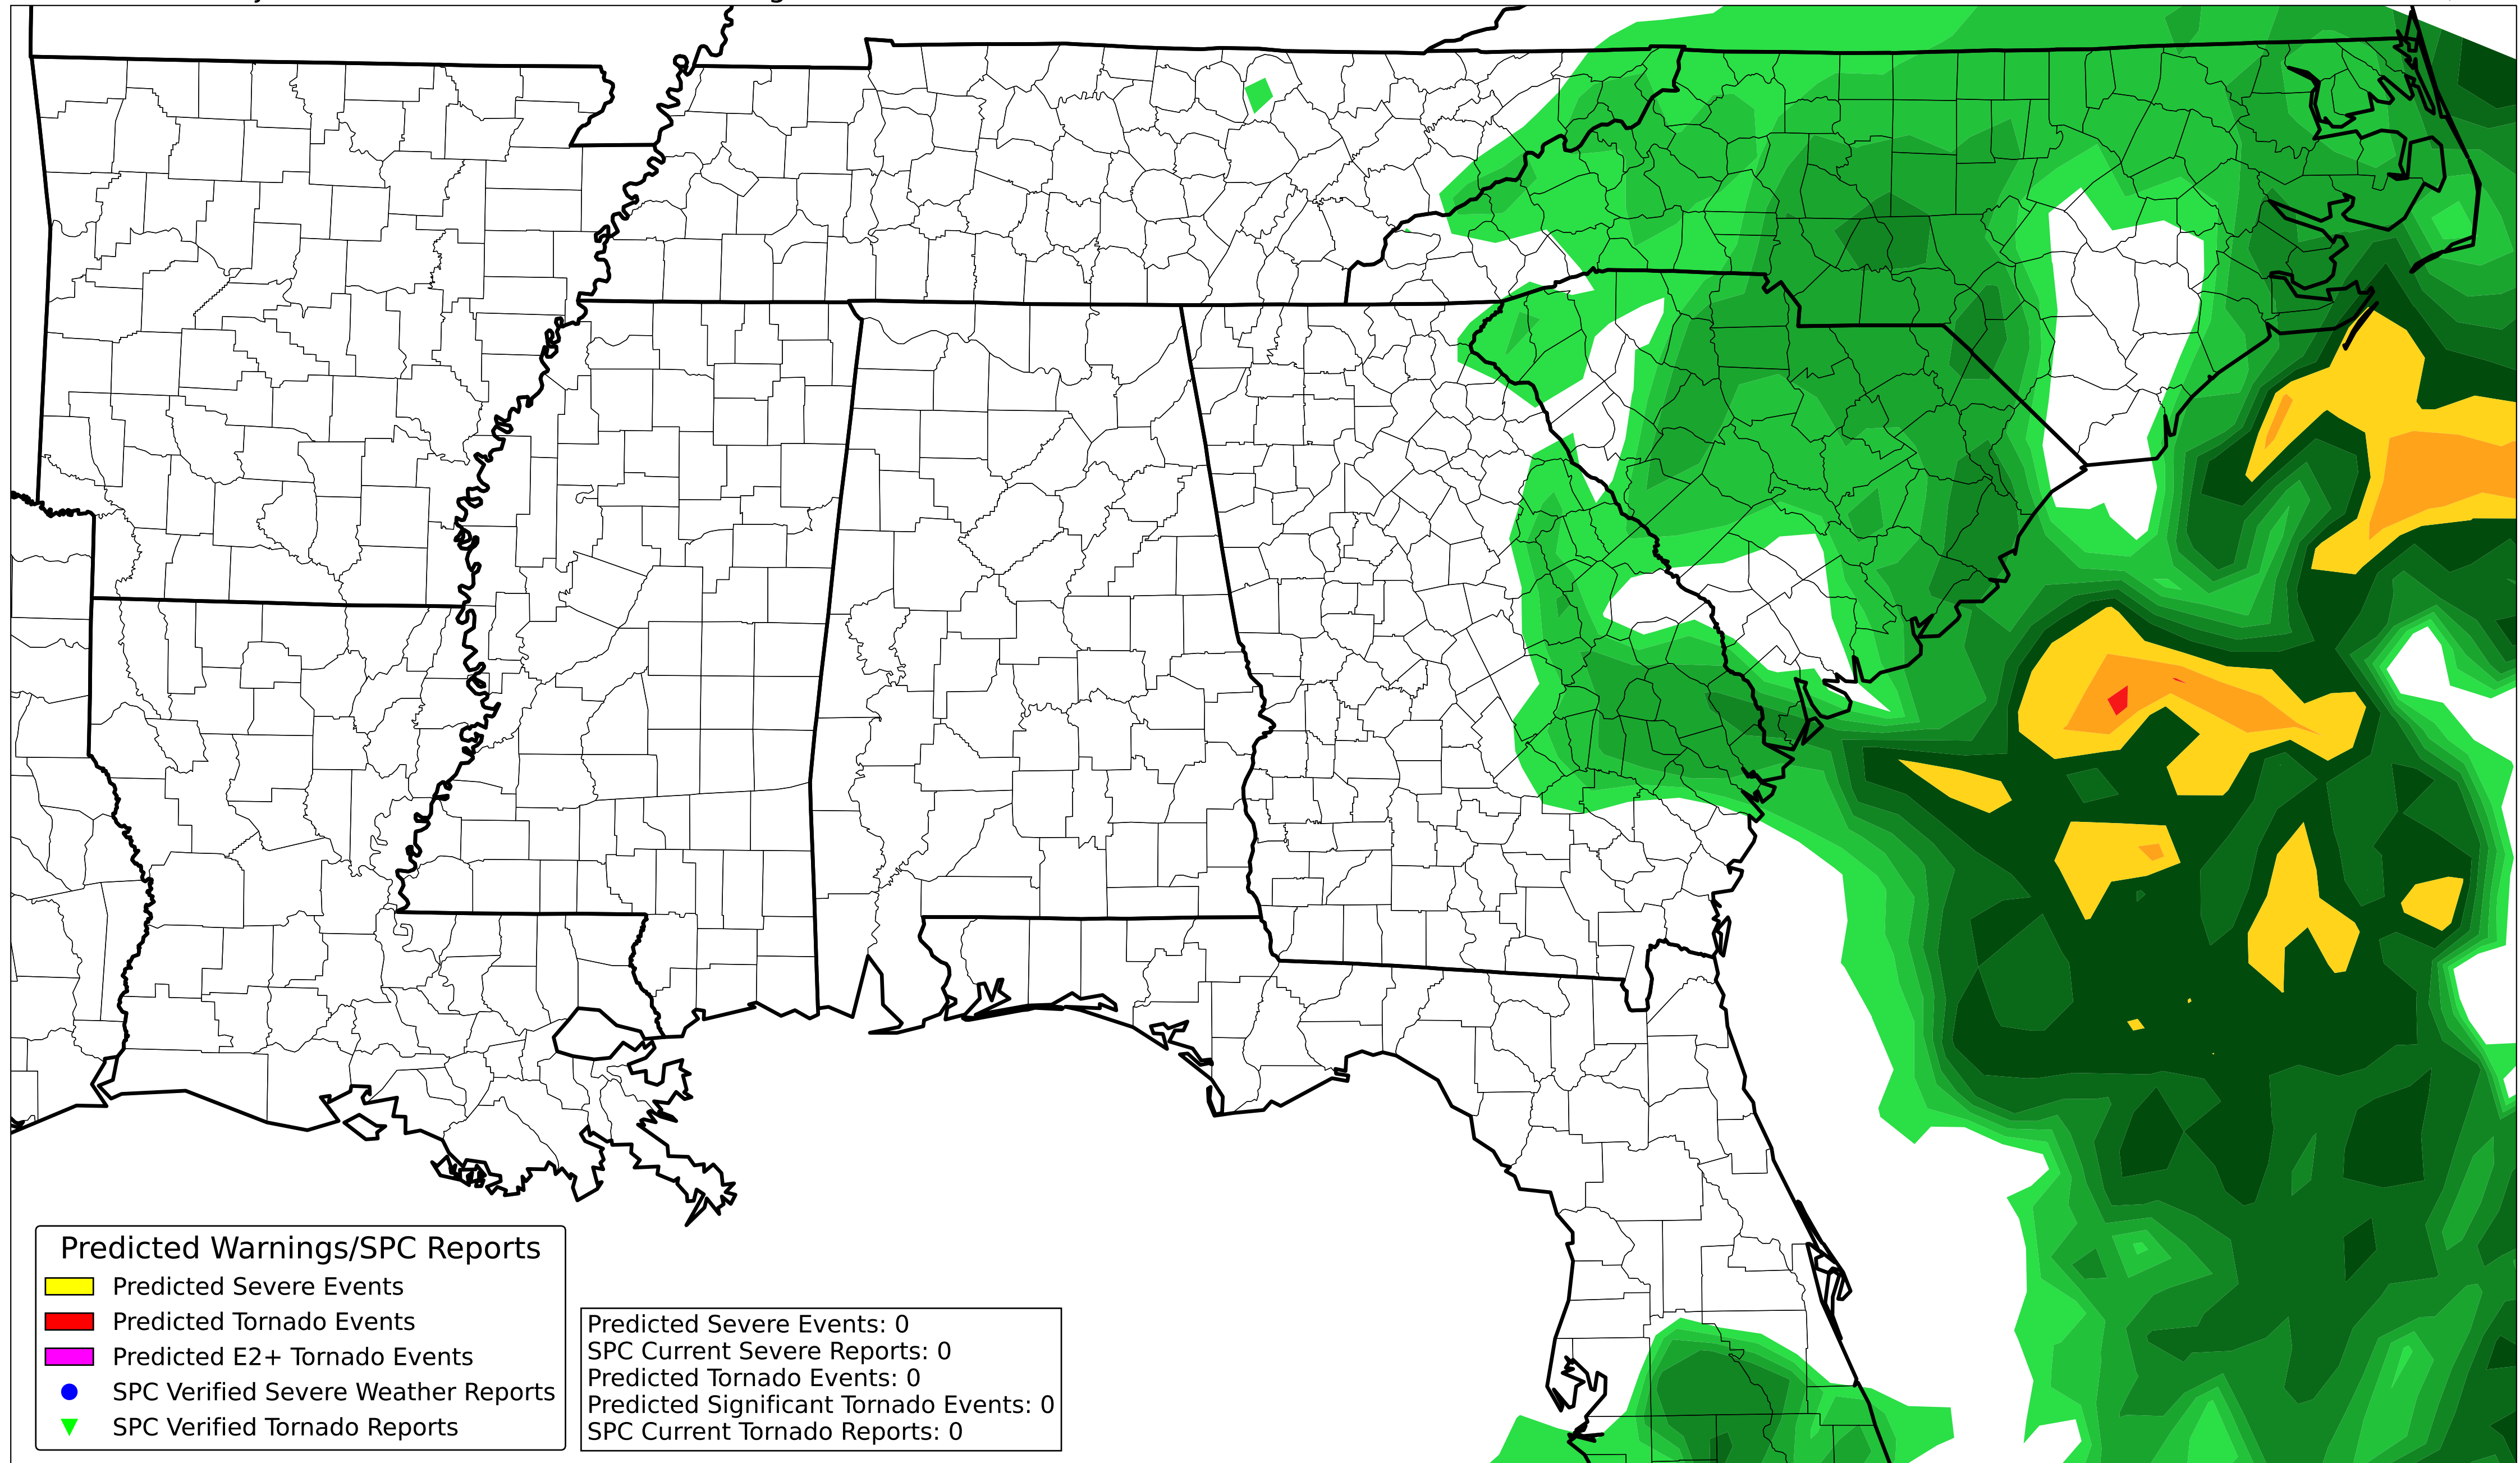 Predicted Warnings/SPC Reports
Predicted Severe Events
Predicted Tornado Events
Predicted E2+ Tornado Events
SPC Verified Severe Weather Reports
SPC Verified Tornado Reports
Predicted Severe Events: 0
SPC Current Severe Reports: 0
Predicted Tornado Events: 0
Predicted Significant Tornado Events: 0
SPC Current Tornado Reports: 0